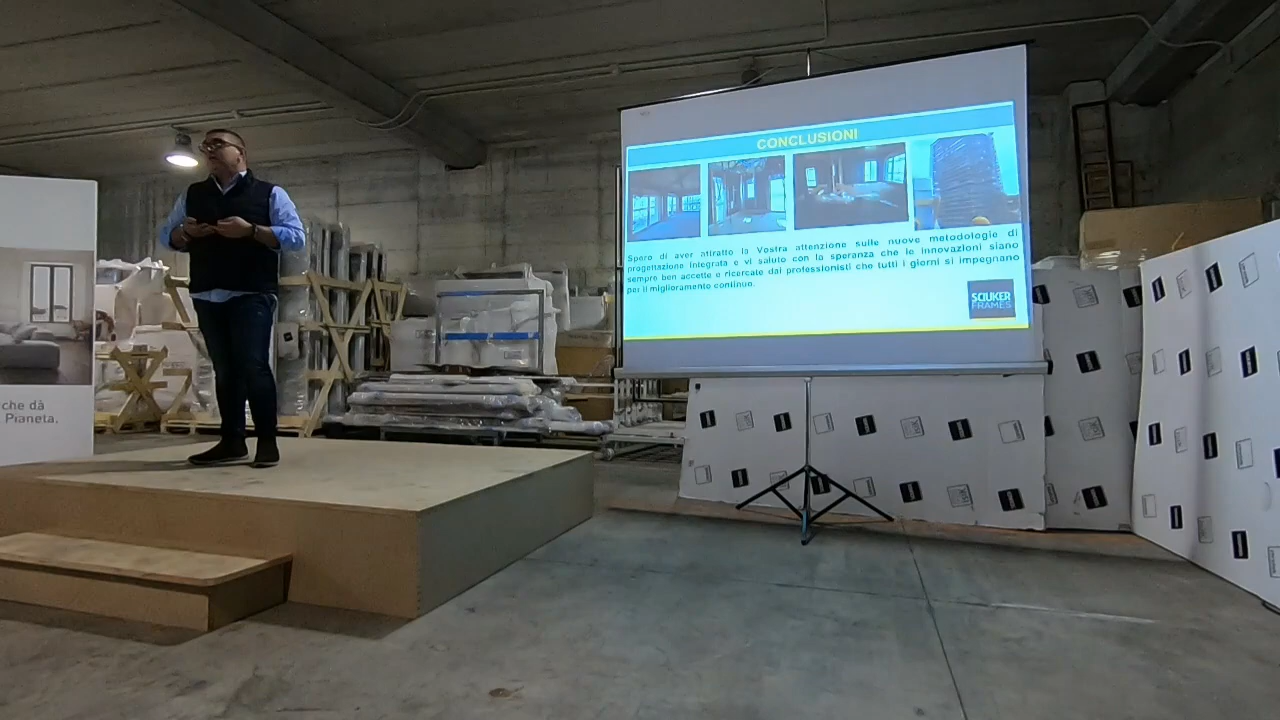 CONCLUSIONI
Spero di aver attratto la Vostra attenzione sulle nuove metodologie di
progettazione integrata e vi saluto con la speranza che le innovazioni siano
sempre ben accette e ricercate dai professionisti che tutti i giorni si impegnano
per il miglioramento continuo.
SCIUKER
FRAMES
che dà
Pianeta.